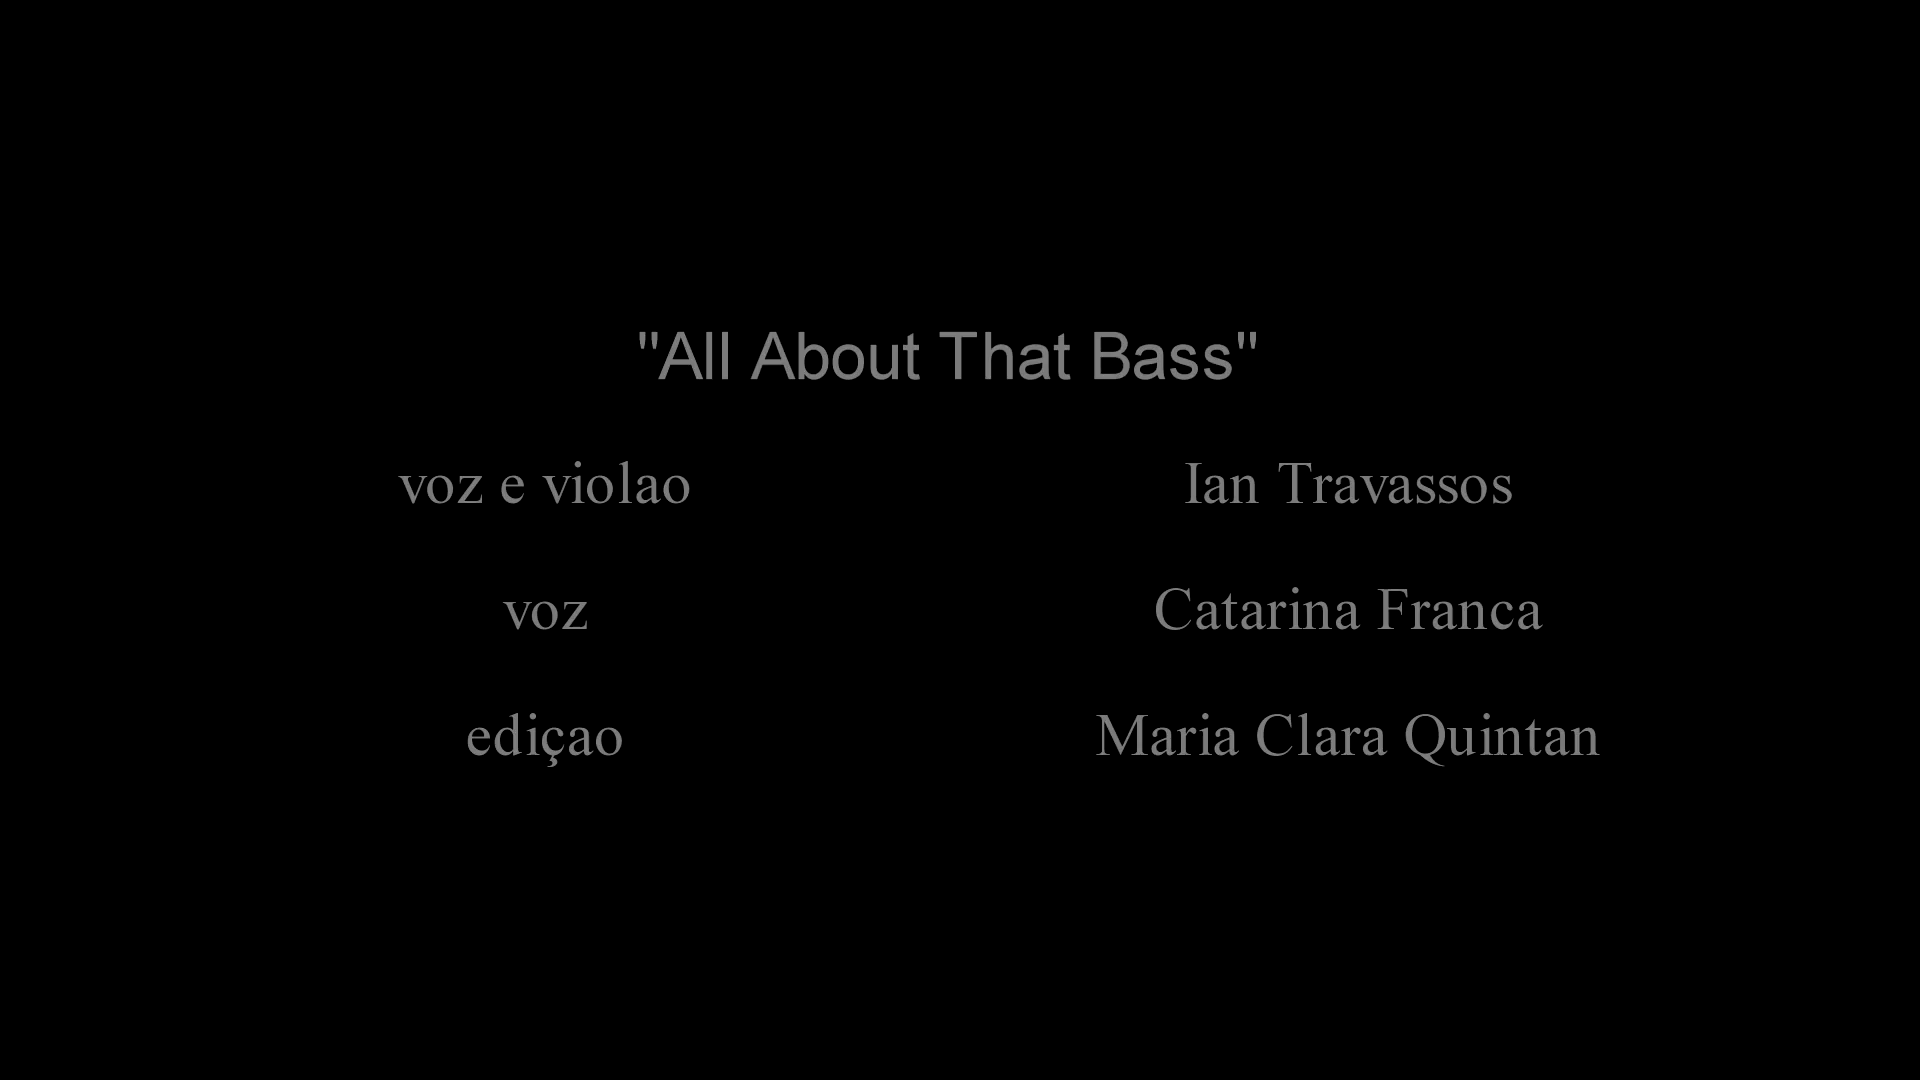 "All About That Bass"
voz e violao Ian Travassos
voz Catarina Franca
ediçao Maria Clara Quintan